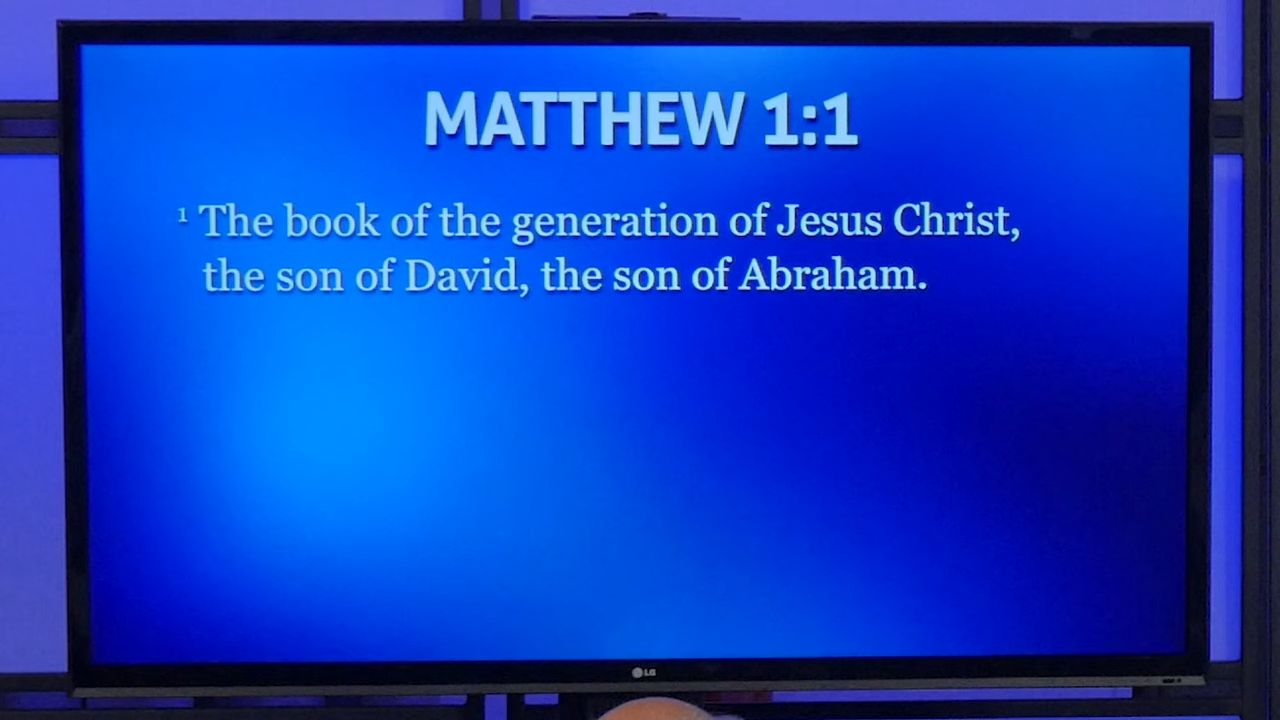 MATTHEW 1:1
¹ The book of the generation of Jesus Christ,
the son of David, the son of Abraham.
LG